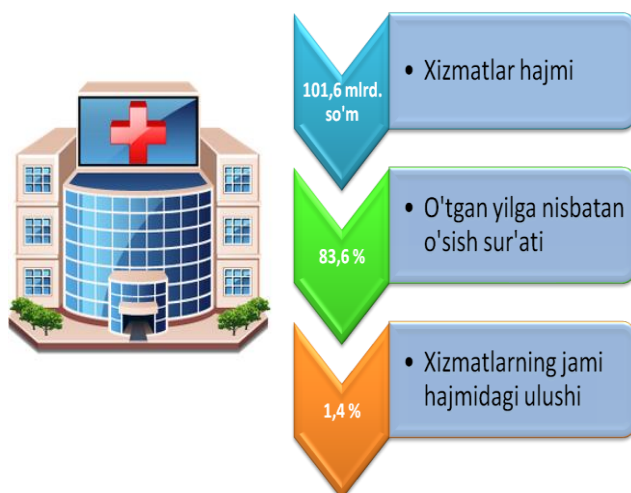 101,6 mlrd.
so'm
• Xizmatlar hajmi
83,6 %
• O'tgan yilga nisbatan
o'sish sur'ati
1,4 %
• Xizmatlarning jami
hajmidagi ulushi